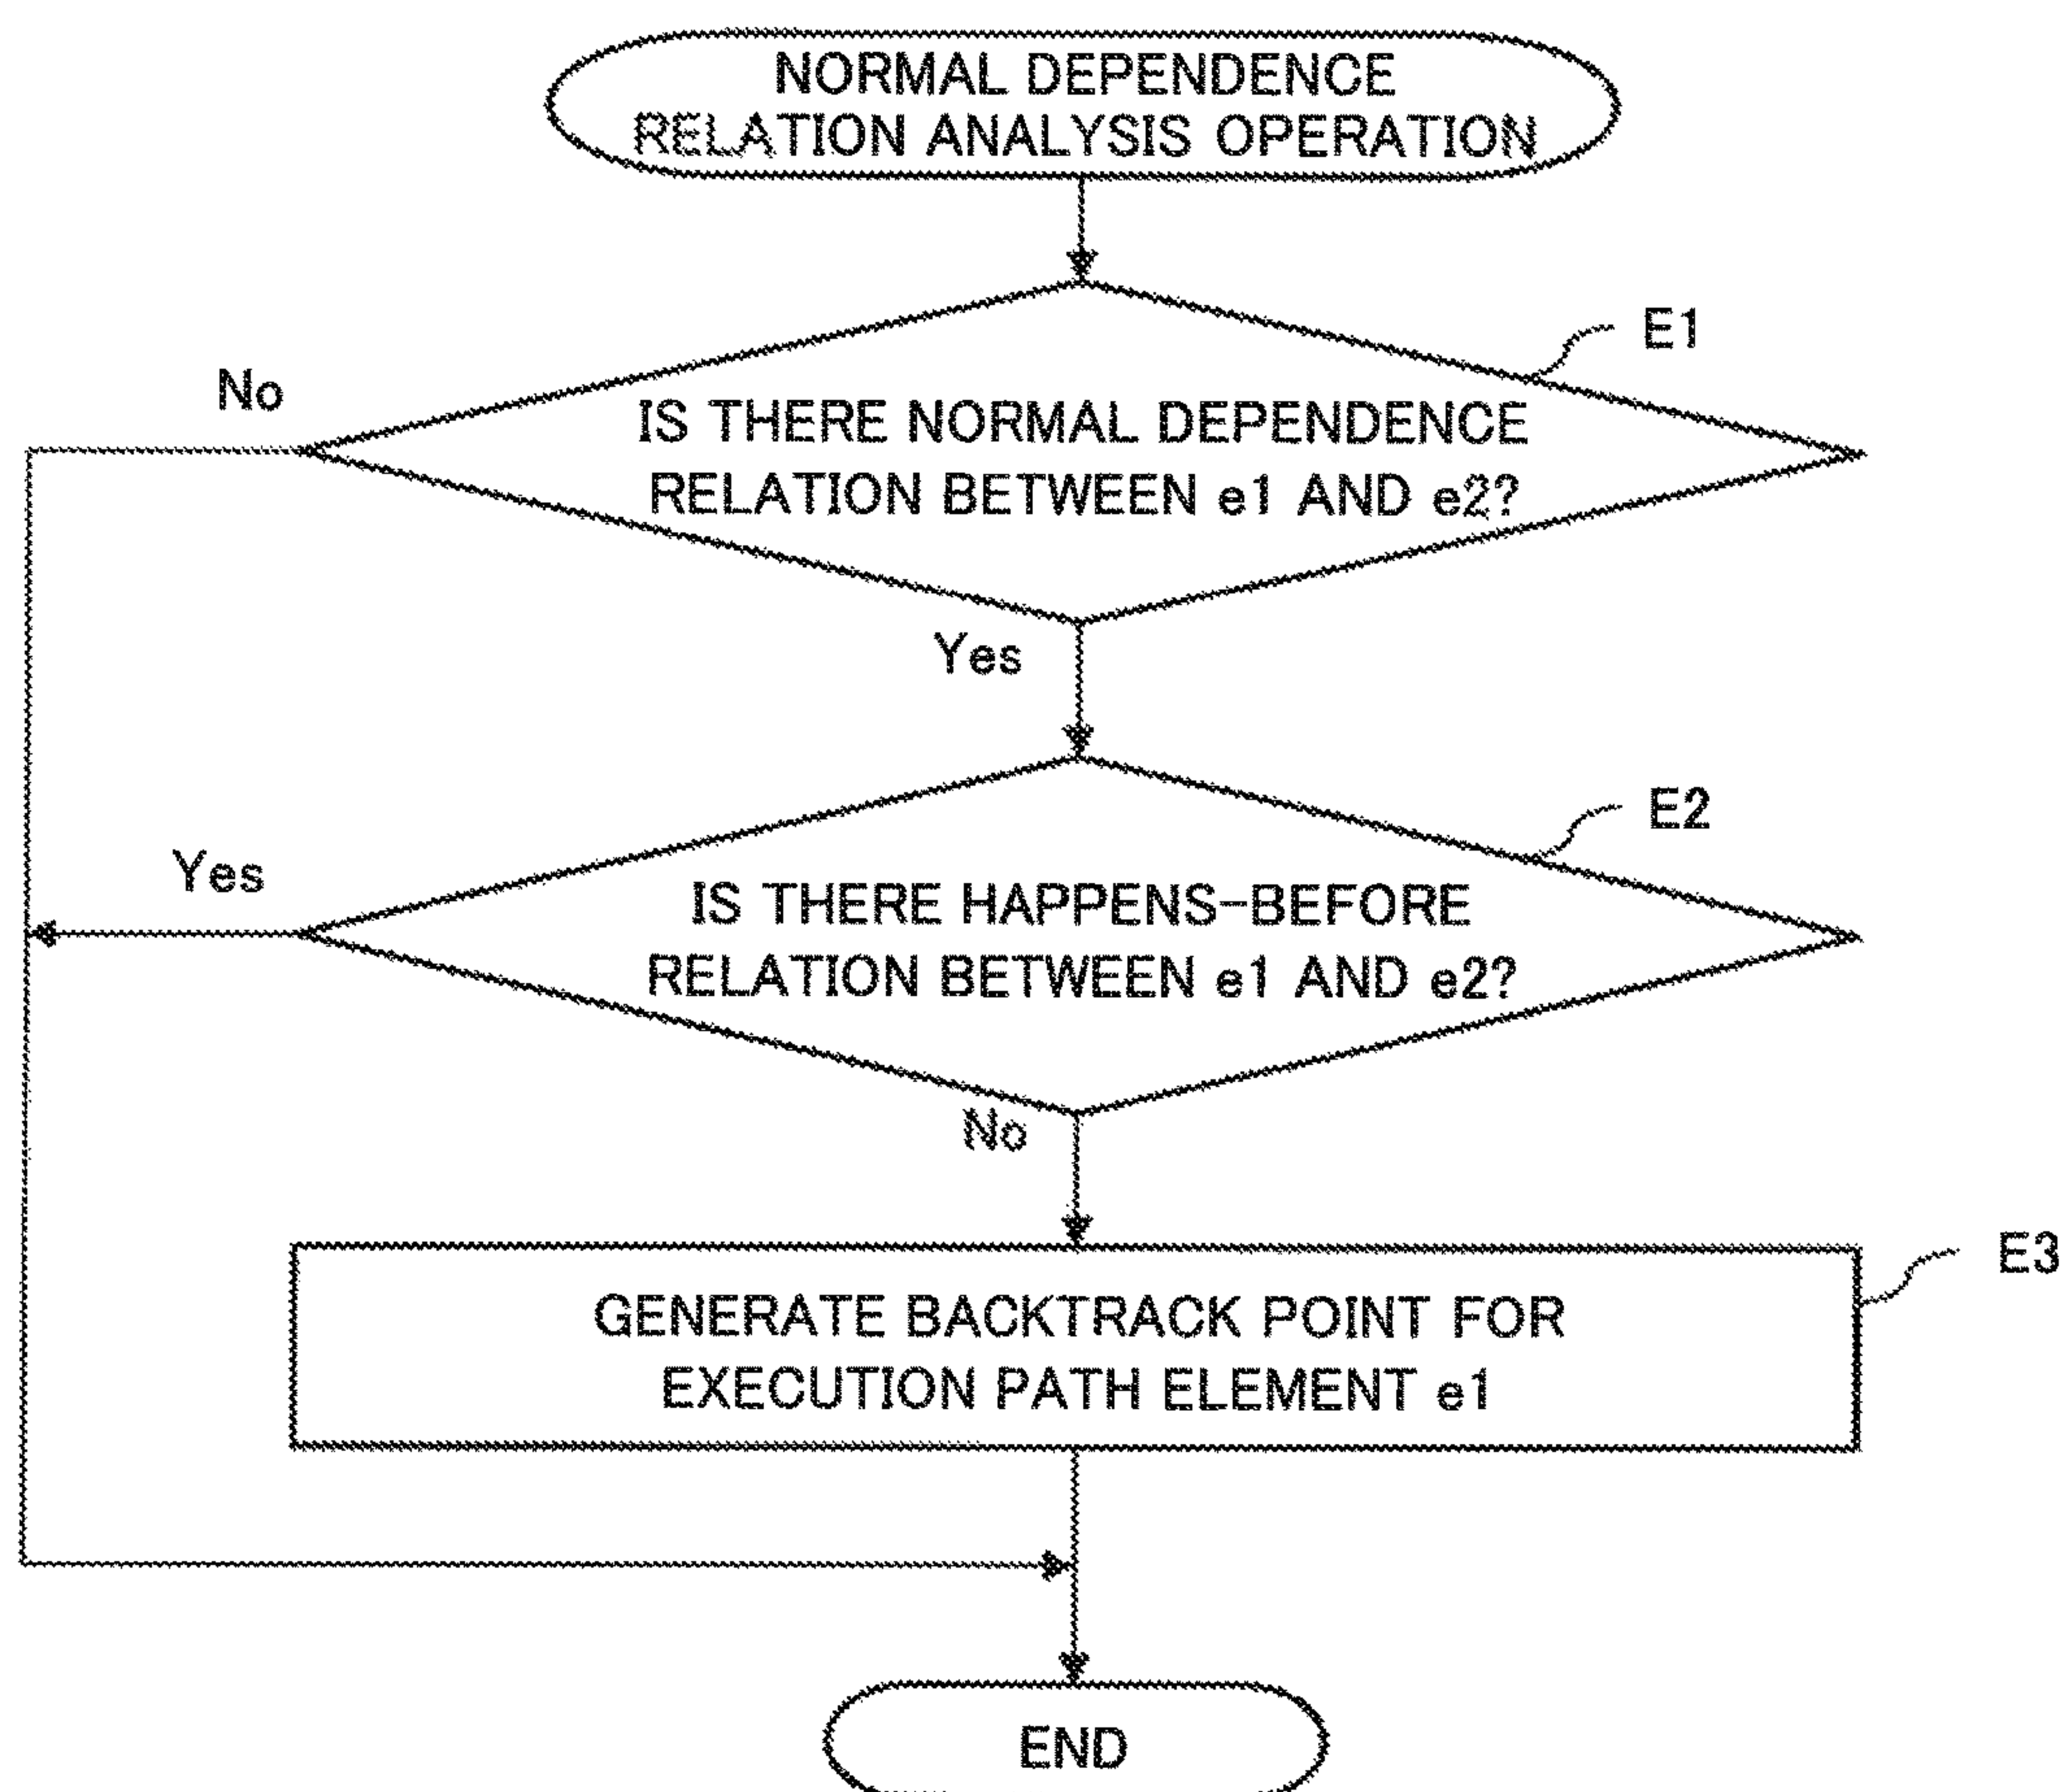 NORMAL DEPENDENCE
RELATION ANALYSIS OPERATION
E1
No
IS THERE NORMAL DEPENDENCE
RELATION BETWEEN e1 AND e2?
Yes
E2
Yes
IS THERE HAPPENS-BEFORE
RELATION BETWEEN e1 AND e2?
No
E3
GENERATE BACKTRACK POINT FOR
EXECUTION PATH ELEMENT e1
END